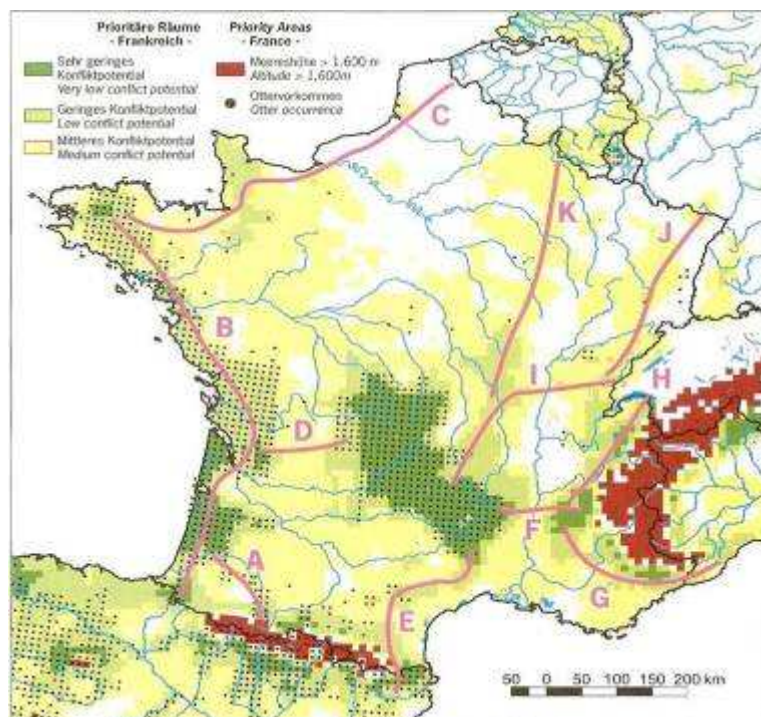 Prioritäre Räume
- Frankreich -
Priority Areas
- France -
Sehr geringes
Konfliktpotential
Very low conflict potential
Geringes Konfliktpotential
Low conflict potential
Mittleres Konfliktpotential
Medium conflict potential
Meereshöhe > 1,600 m
Altitude > 1,600m
Ottervorkommen
Otter occurrence
C
K
J
B
I
H
D
F
A
G
E
50 0 50 100 150 200 km